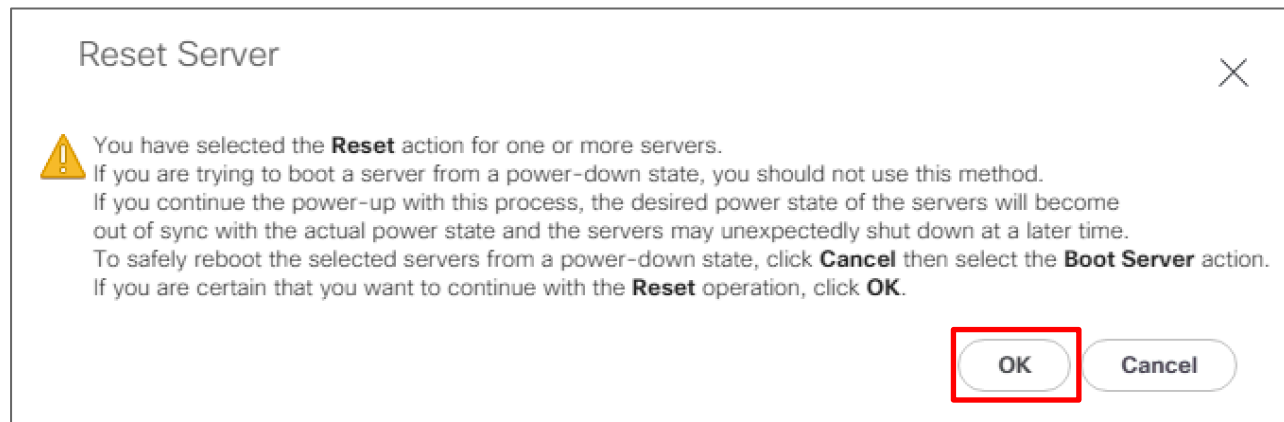 Reset Server
You have selected the Reset action for one or more servers.
If you are trying to boot a server from a power-down state, you should not use this method.
If you continue the power-up with this process, the desired power state of the servers will become
out of sync with the actual power state and the servers may unexpectedly shut down at a later time.
To safely reboot the selected servers from a power-down state, click Cancel then select the Boot Server action.
If you are certain that you want to continue with the Reset operation, click OK.
OK Cancel